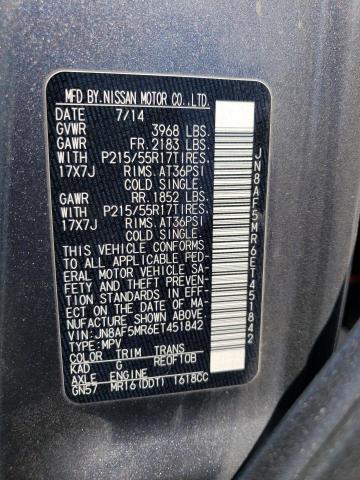 MFD BY. NISSAN MOTOR CO.,LTD.
DATE 7/14
GVWR 3968 LBS.
GAWR FR. 2183 LBS.
WITH P215/55R17TIRES,
17X7J RIMS. AT36PSI
COLD SINGLE.
GAWR RR. 1852 LBS.
WITH P215/55R17TIRES,
17X7J RIMS. AT36PSI
COLD SINGLE.
THIS VEHICLE CONFORMS
TO ALL APPLICABLE FED-
ERAL MOTOR VEHICLE SA-
FETY AND THEFT PREVEN-
TION STANDARDS IN EFF-
ECT ON THE DATE OF MA-
NUFACTURE SHOWN ABOVE.
VIN:JN8AF5MR6ET451842
TYPE:MPV
COLOR TRIM TRANS
KAD G RE0F10B
AXLE ENGINE
GN57 MR16(DDT) 1618CC
JN8AF5MR6ET451842